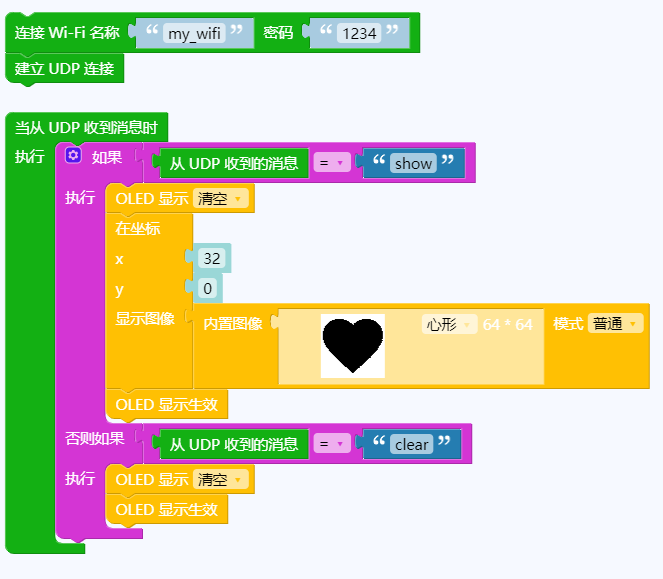 连接 Wi-Fi 名称 “ my_wifi ” 密码 “ 1234 ”
建立 UDP 连接
当从 UDP 收到消息时
执行 如果 从 UDP 收到的消息 = “ show ”
执行 OLED 显示 清空
在坐标
x 32
y 0
显示图像 内置图像 心形 64 * 64 模式 普通
OLED 显示生效
否则如果 从 UDP 收到的消息 = “ clear ”
执行 OLED 显示 清空
OLED 显示生效